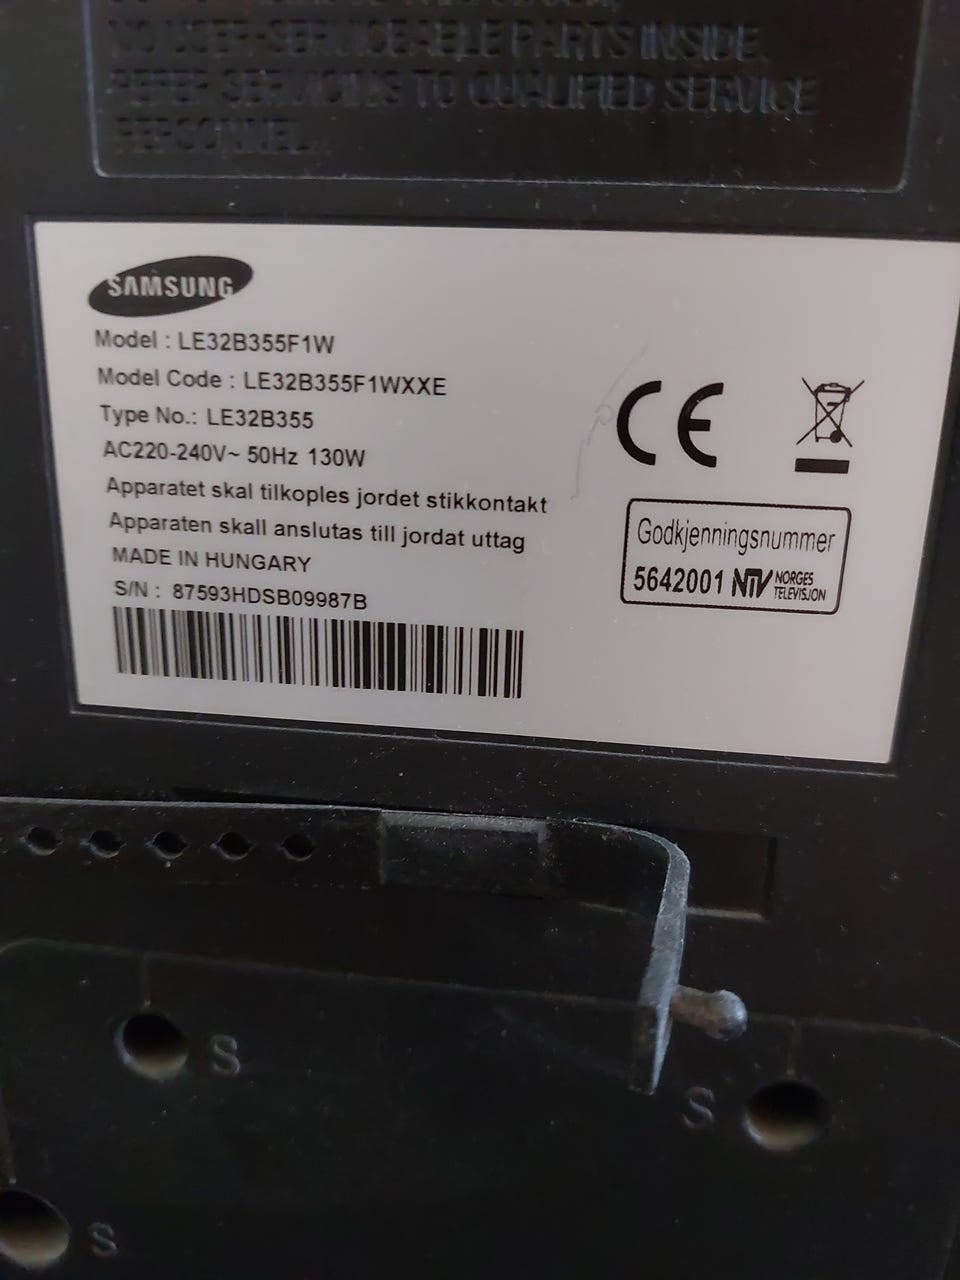 NO USER-SERVICEABLE PARTS INSIDE.
REFER SERVICING TO QUALIFIED SERVICE
PERSONNEL.
SAMSUNG
Model : LE32B355F1W
Model Code : LE32B355F1WXXE
Type No.: LE32B355
AC220-240V~ 50Hz 130W
Apparatet skal tilkoples jordet stikkontakt
Apparaten skall anslutas till jordat uttag
MADE IN HUNGARY
S/N : 87593HDSB09987B
CE
Godkjenningsnummer
5642001 NTV NORGES
TELEVISJON
S
S
S